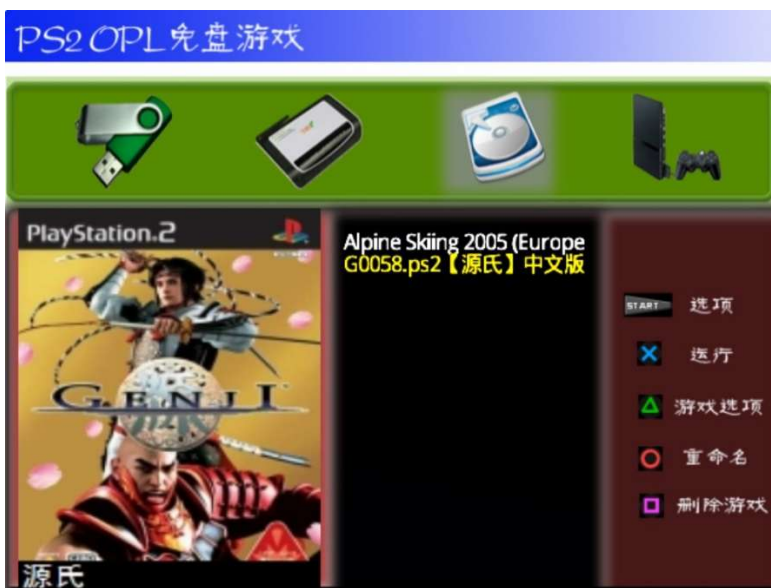 PS2 OPL免盘游戏
PlayStation.2
GENJI
源氏
Alpine Skiing 2005 (Europe
G0058.ps2【源氏】中文版
START 选项
运行
游戏选项
重命名
删除游戏